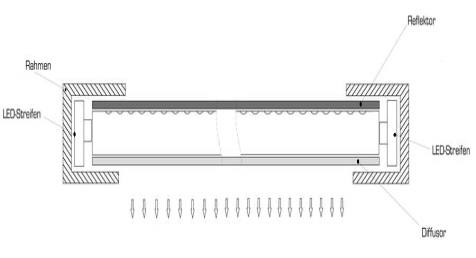 Reflektor
Rahmen
LED-Streifen
LED-Streifen
Diffusor